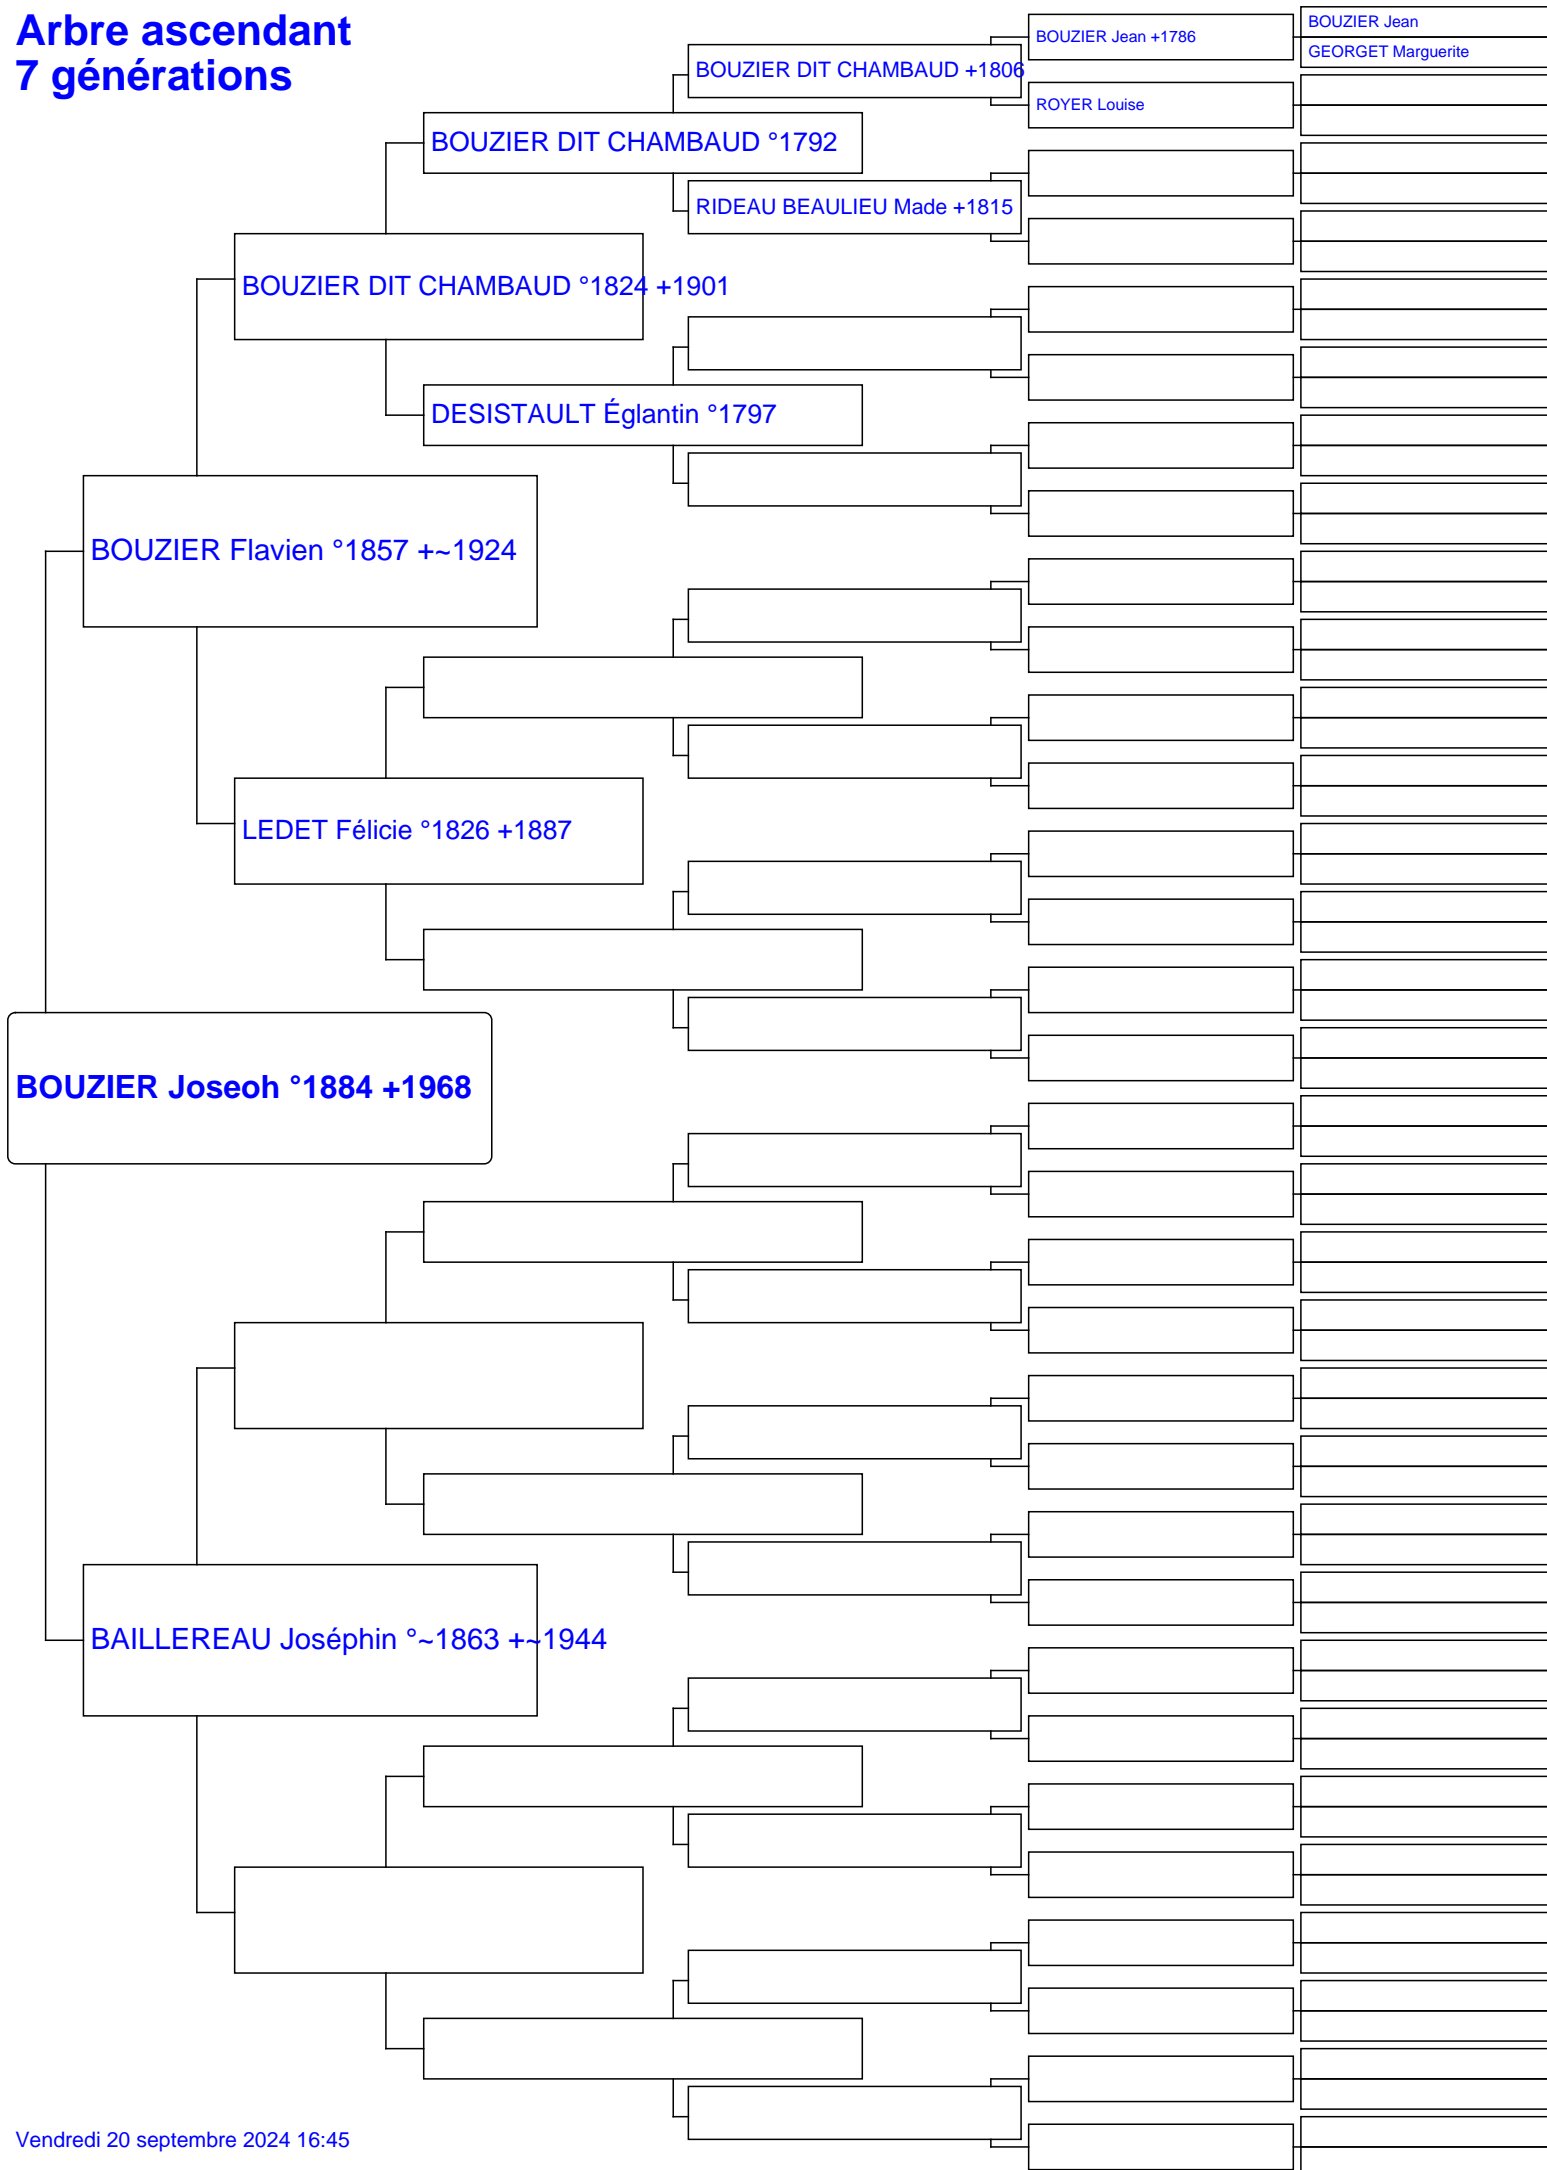 Arbre ascendant
7 générations
BOUZIER Jean
GEORGET Marguerite
BOUZIER Jean +1786
BOUZIER DIT CHAMBAUD +1806
ROYER Louise
BOUZIER DIT CHAMBAUD °1792
RIDEAU BEAULIEU Made +1815
BOUZIER DIT CHAMBAUD °1824 +1901
DESISTAULT Églantin °1797
BOUZIER Flavien °1857 +~1924
LEDET Félicie °1826 +1887
BOUZIER Joseoh °1884 +1968
BAILLEREAU Joséphin °~1863 +~1944
Vendredi 20 septembre 2024 16:45